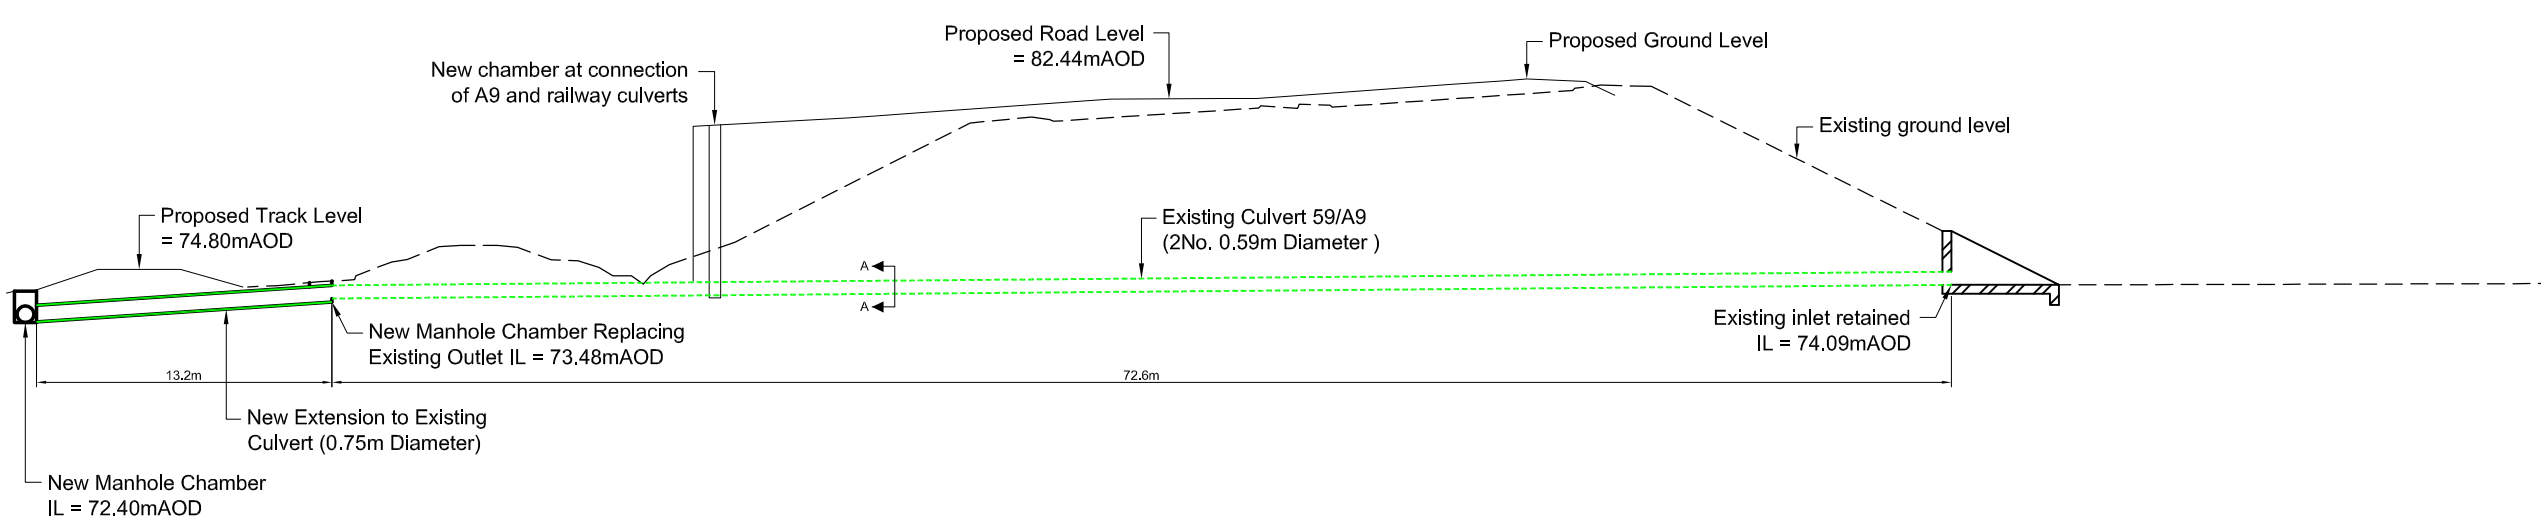 Proposed Road Level
= 82.44mAOD
Proposed Ground Level
New chamber at connection
of A9 and railway culverts
Existing ground level
Proposed Track Level
= 74.80mAOD
Existing Culvert 59/A9
(2No. 0.59m Diameter )
A
A
New Manhole Chamber Replacing
Existing Outlet IL = 73.48mAOD
Existing inlet retained
IL = 74.09mAOD
13.2m
72.6m
New Extension to Existing
Culvert (0.75m Diameter)
New Manhole Chamber
IL = 72.40mAOD